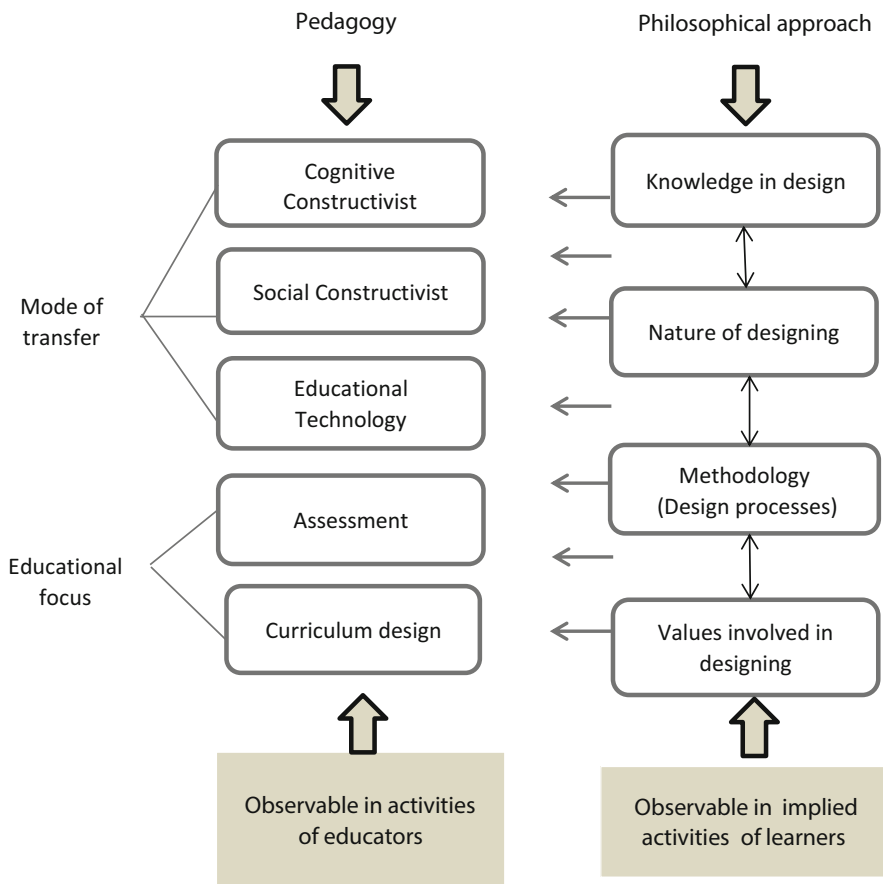 Pedagogy
Philosophical approach
Cognitive
Constructivist
Knowledge in design
Social Constructivist
Mode of
transfer
Nature of designing
Educational
Technology
Methodology
(Design processes)
Assessment
Educational
focus
Curriculum design
Values involved in
designing
Observable in activities
of educators
Observable in implied
activities of learners